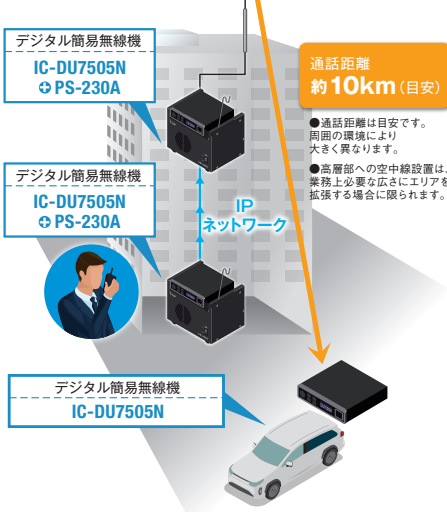 デジタル簡易無線機
IC-DU7505N
+PS-230A
通話距離
約10km(目安)
●通話距離は目安です。
周囲の環境により
大きく異なります。
●高層部への空中線設置は、
業務上必要な広さにエリアを
拡張する場合に限られます。
デジタル簡易無線機
IC-DU7505N
+PS-230A
IP
ネットワーク
デジタル簡易無線機
IC-DU7505N